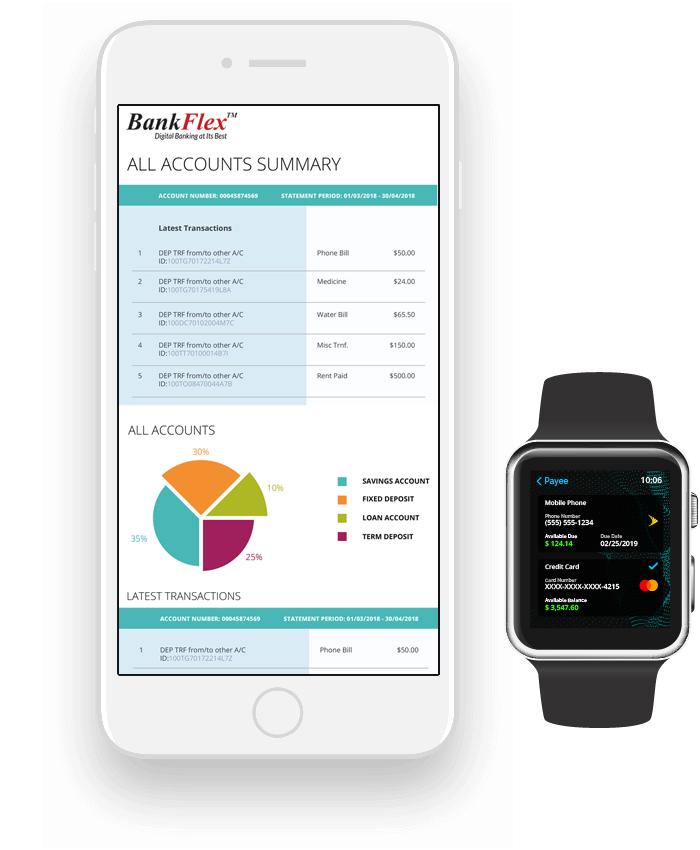 BankFlex™
Digital Banking at Its Best
ALL ACCOUNTS SUMMARY
ACCOUNT NUMBER: 00045874569 STATEMENT PERIOD: 01/03/2018 - 30/04/2018
Latest Transactions
1 DEP TRF from/to other A/C Phone Bill $50.00
ID:100TG70172214L7Z
2 DEP TRF from/to other A/C Medicine $24.00
ID:100TG70175419L8A
3 DEP TRF from/to other A/C Water Bill $65.50
ID:100DC70102004M7C
4 DEP TRF from/to other A/C Misc Trnf. $150.00
ID:100TT70100014B7I
5 DEP TRF from/to other A/C Rent Paid $500.00
ID:100TO08470044A7B
ALL ACCOUNTS
30%
10%
35%
25%
SAVINGS ACCOUNT
FIXED DEPOSIT
LOAN ACCOUNT
TERM DEPOSIT
LATEST TRANSACTIONS
ACCOUNT NUMBER: 00045874569 STATEMENT PERIOD: 01/03/2018 - 30/04/2018
1 DEP TRF from/to other A/C Phone Bill $50.00
ID:100TG70172214L7Z
Payee 10:06
Mobile Phone
Phone Number
(555) 555-1234
Available Due Due Date
$ 124.14 02/25/2019
Credit Card
Card Number
XXXX-XXXX-XXXX-4215
Available Balance
$ 3,547.60